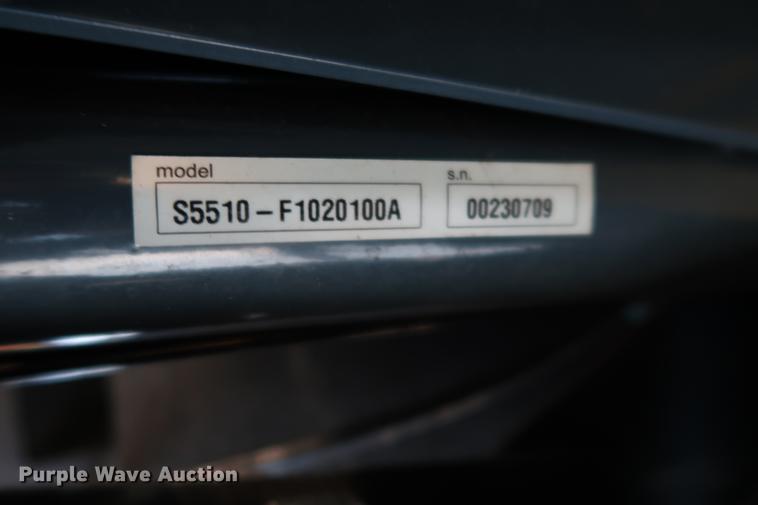 model
s.n.
S5510-F1020100A
00230709
Purple Wave Auction